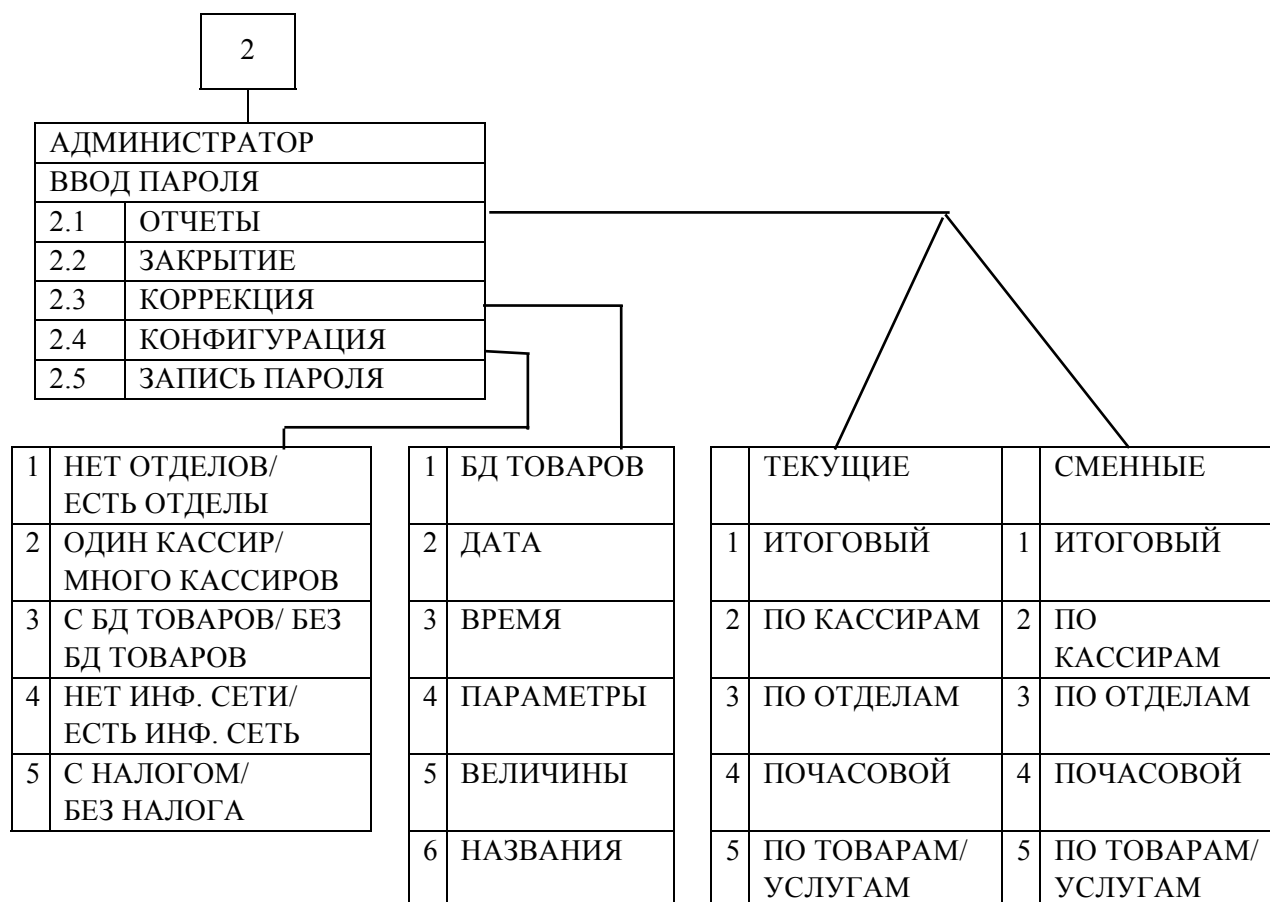 2
АДМИНИСТРАТОР
ВВОД ПАРОЛЯ
2.1 ОТЧЕТЫ
2.2 ЗАКРЫТИЕ
2.3 КОРРЕКЦИЯ
2.4 КОНФИГУРАЦИЯ
2.5 ЗАПИСЬ ПАРОЛЯ
1 НЕТ ОТДЕЛОВ/
ЕСТЬ ОТДЕЛЫ
2 ОДИН КАССИР/
МНОГО КАССИРОВ
3 С БД ТОВАРОВ/ БЕЗ
БД ТОВАРОВ
4 НЕТ ИНФ. СЕТИ/
ЕСТЬ ИНФ. СЕТЬ
5 С НАЛОГОМ/
БЕЗ НАЛОГА
1 БД ТОВАРОВ
2 ДАТА
3 ВРЕМЯ
4 ПАРАМЕТРЫ
5 ВЕЛИЧИНЫ
6 НАЗВАНИЯ
ТЕКУЩИЕ
1 ИТОГОВЫЙ
2 ПО КАССИРАМ
3 ПО ОТДЕЛАМ
4 ПОЧАСОВОЙ
5 ПО ТОВАРАМ/
УСЛУГАМ
СМЕННЫЕ
1 ИТОГОВЫЙ
2 ПО
КАССИРАМ
3 ПО ОТДЕЛАМ
4 ПОЧАСОВОЙ
5 ПО ТОВАРАМ/
УСЛУГАМ